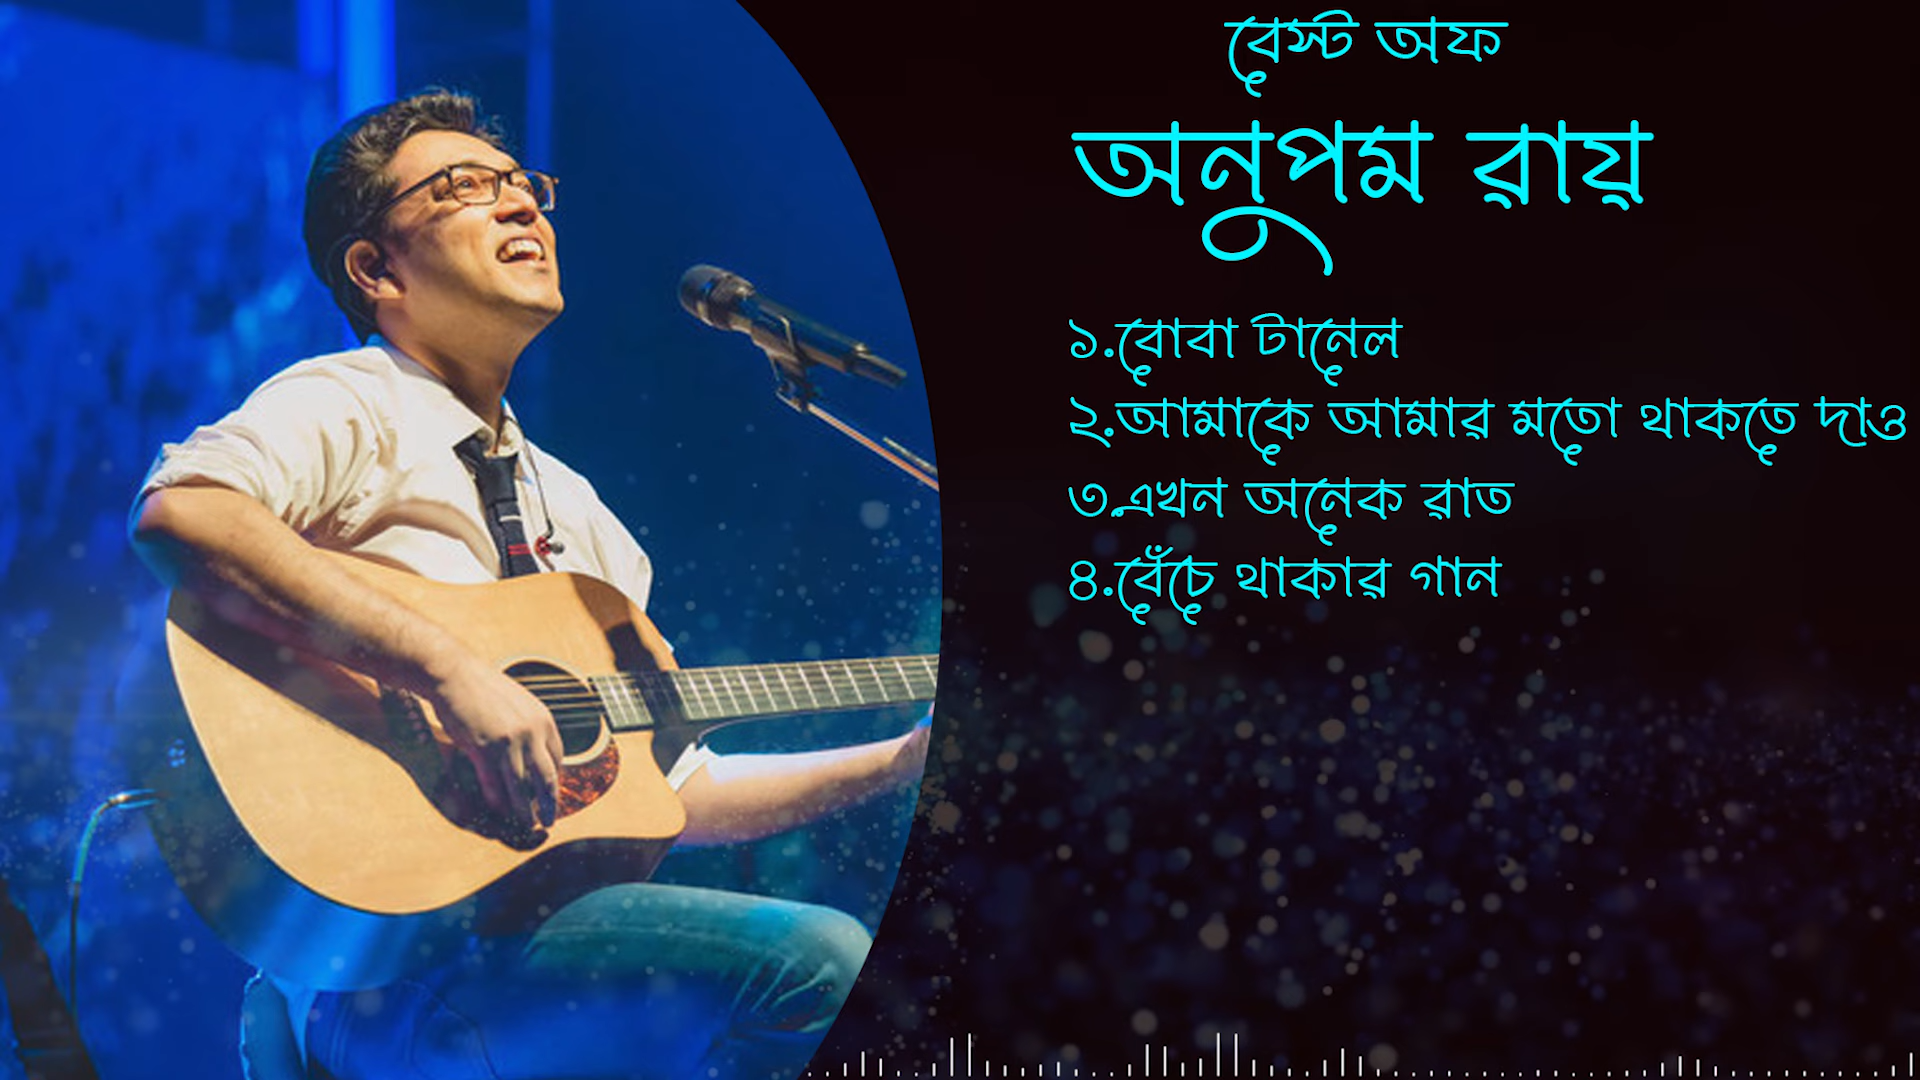 বেস্ট অফ
অনুপম রায়
১.বোবা টানেল
২.আমাকে আমার মতো থাকতে দাও
৩.এখন অনেক রাত
৪.বেঁচে থাকার গান